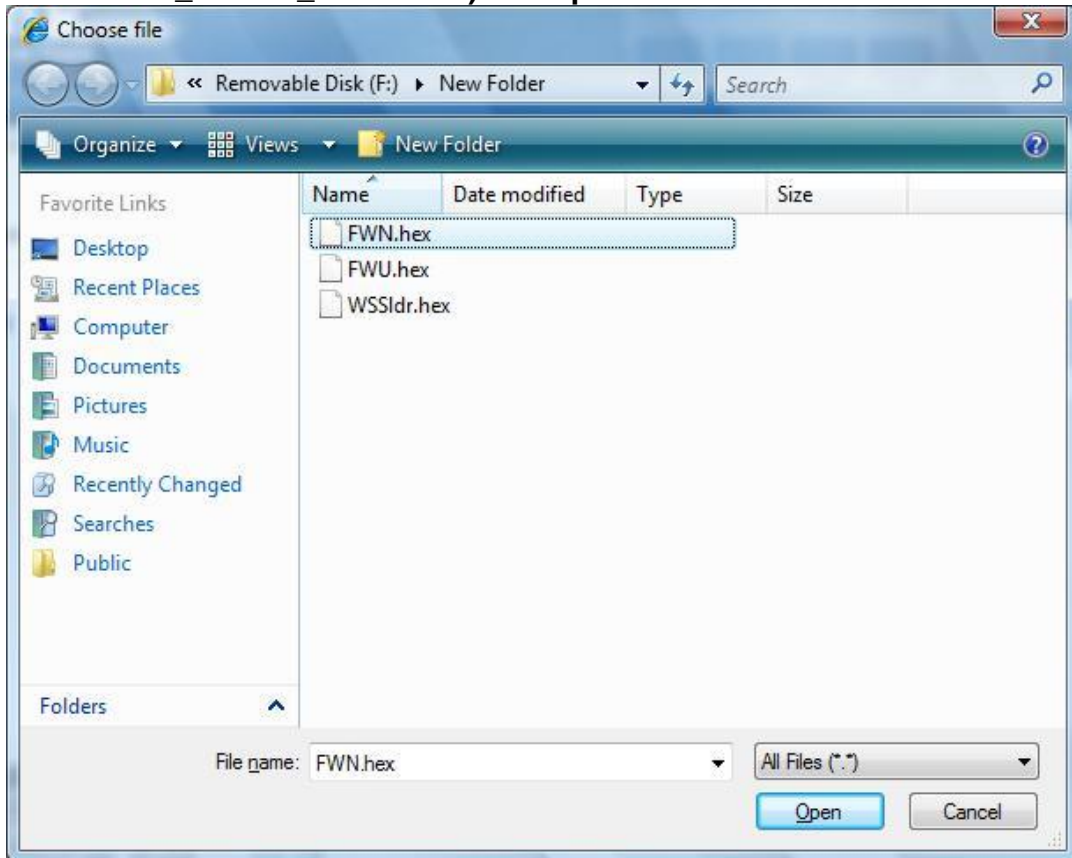 Choose file
« Removable Disk (F:) ▸ New Folder Search
Organize Views New Folder
Favorite Links
Desktop
Recent Places
Computer
Documents
Pictures
Music
Recently Changed
Searches
Public
Folders
Name Date modified Type Size
FWN.hex
FWU.hex
WSSldr.hex
File name: FWN.hex All Files (*.*)
Open Cancel